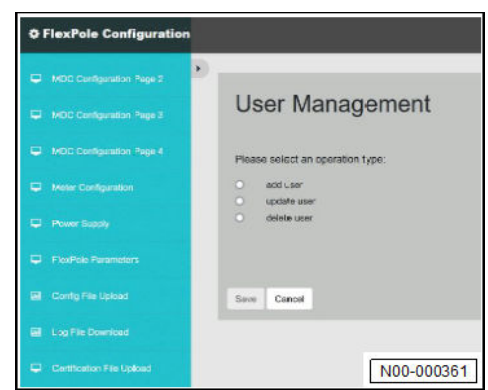 FlexPole Configuration
MDC Configuration Page 2
MDC Configuration Page 3
MDC Configuration Page 4
Meter Configuration
Power Supply
FlexPole Parameters
Config File Upload
Log File Download
Certification File Upload
User Management
Please select an operation type:
add user
update user
delete user
Save Cancel
N00-000361